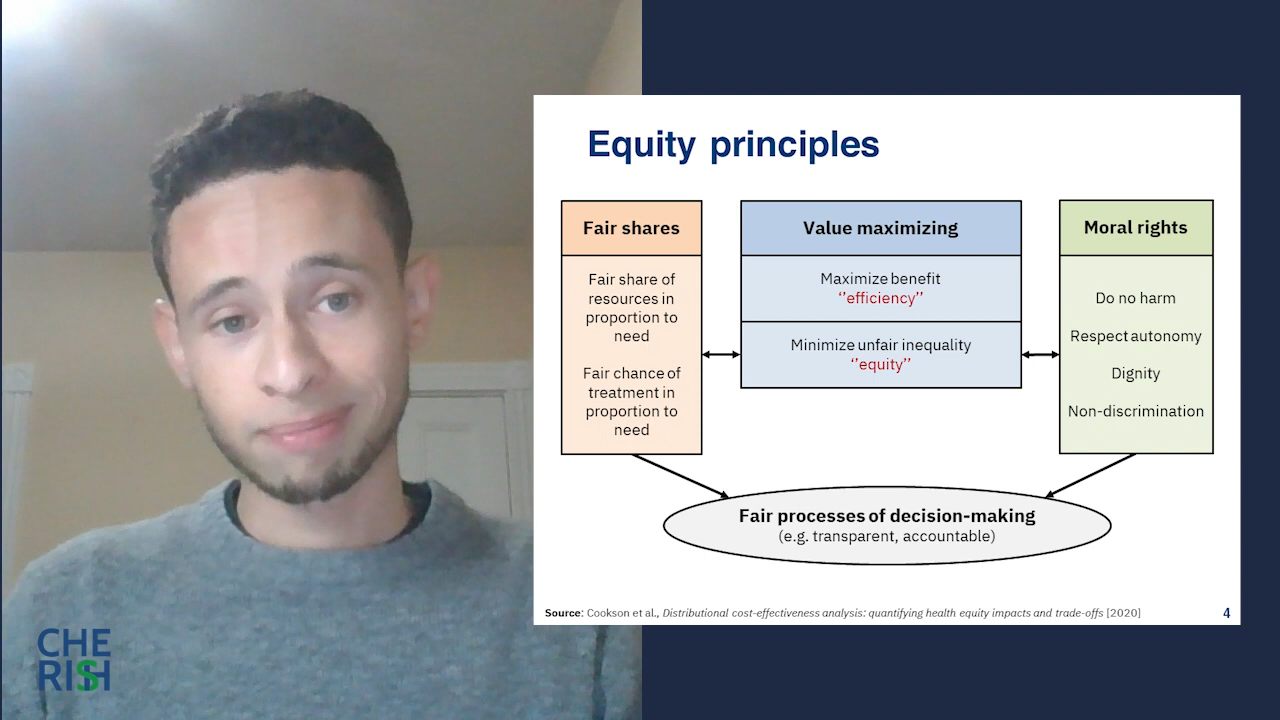 Equity principles
Fair shares
Fair share of
resources in
proportion to
need
Fair chance of
treatment in
proportion to
need
Value maximizing
Maximize benefit
‘’efficiency’’
Minimize unfair inequality
‘’equity’’
Moral rights
Do no harm
Respect autonomy
Dignity
Non-discrimination
Fair processes of decision-making
(e.g. transparent, accountable)
Source: Cookson et al., Distributional cost-effectiveness analysis: quantifying health equity impacts and trade-offs [2020]
4
CHE
RISH